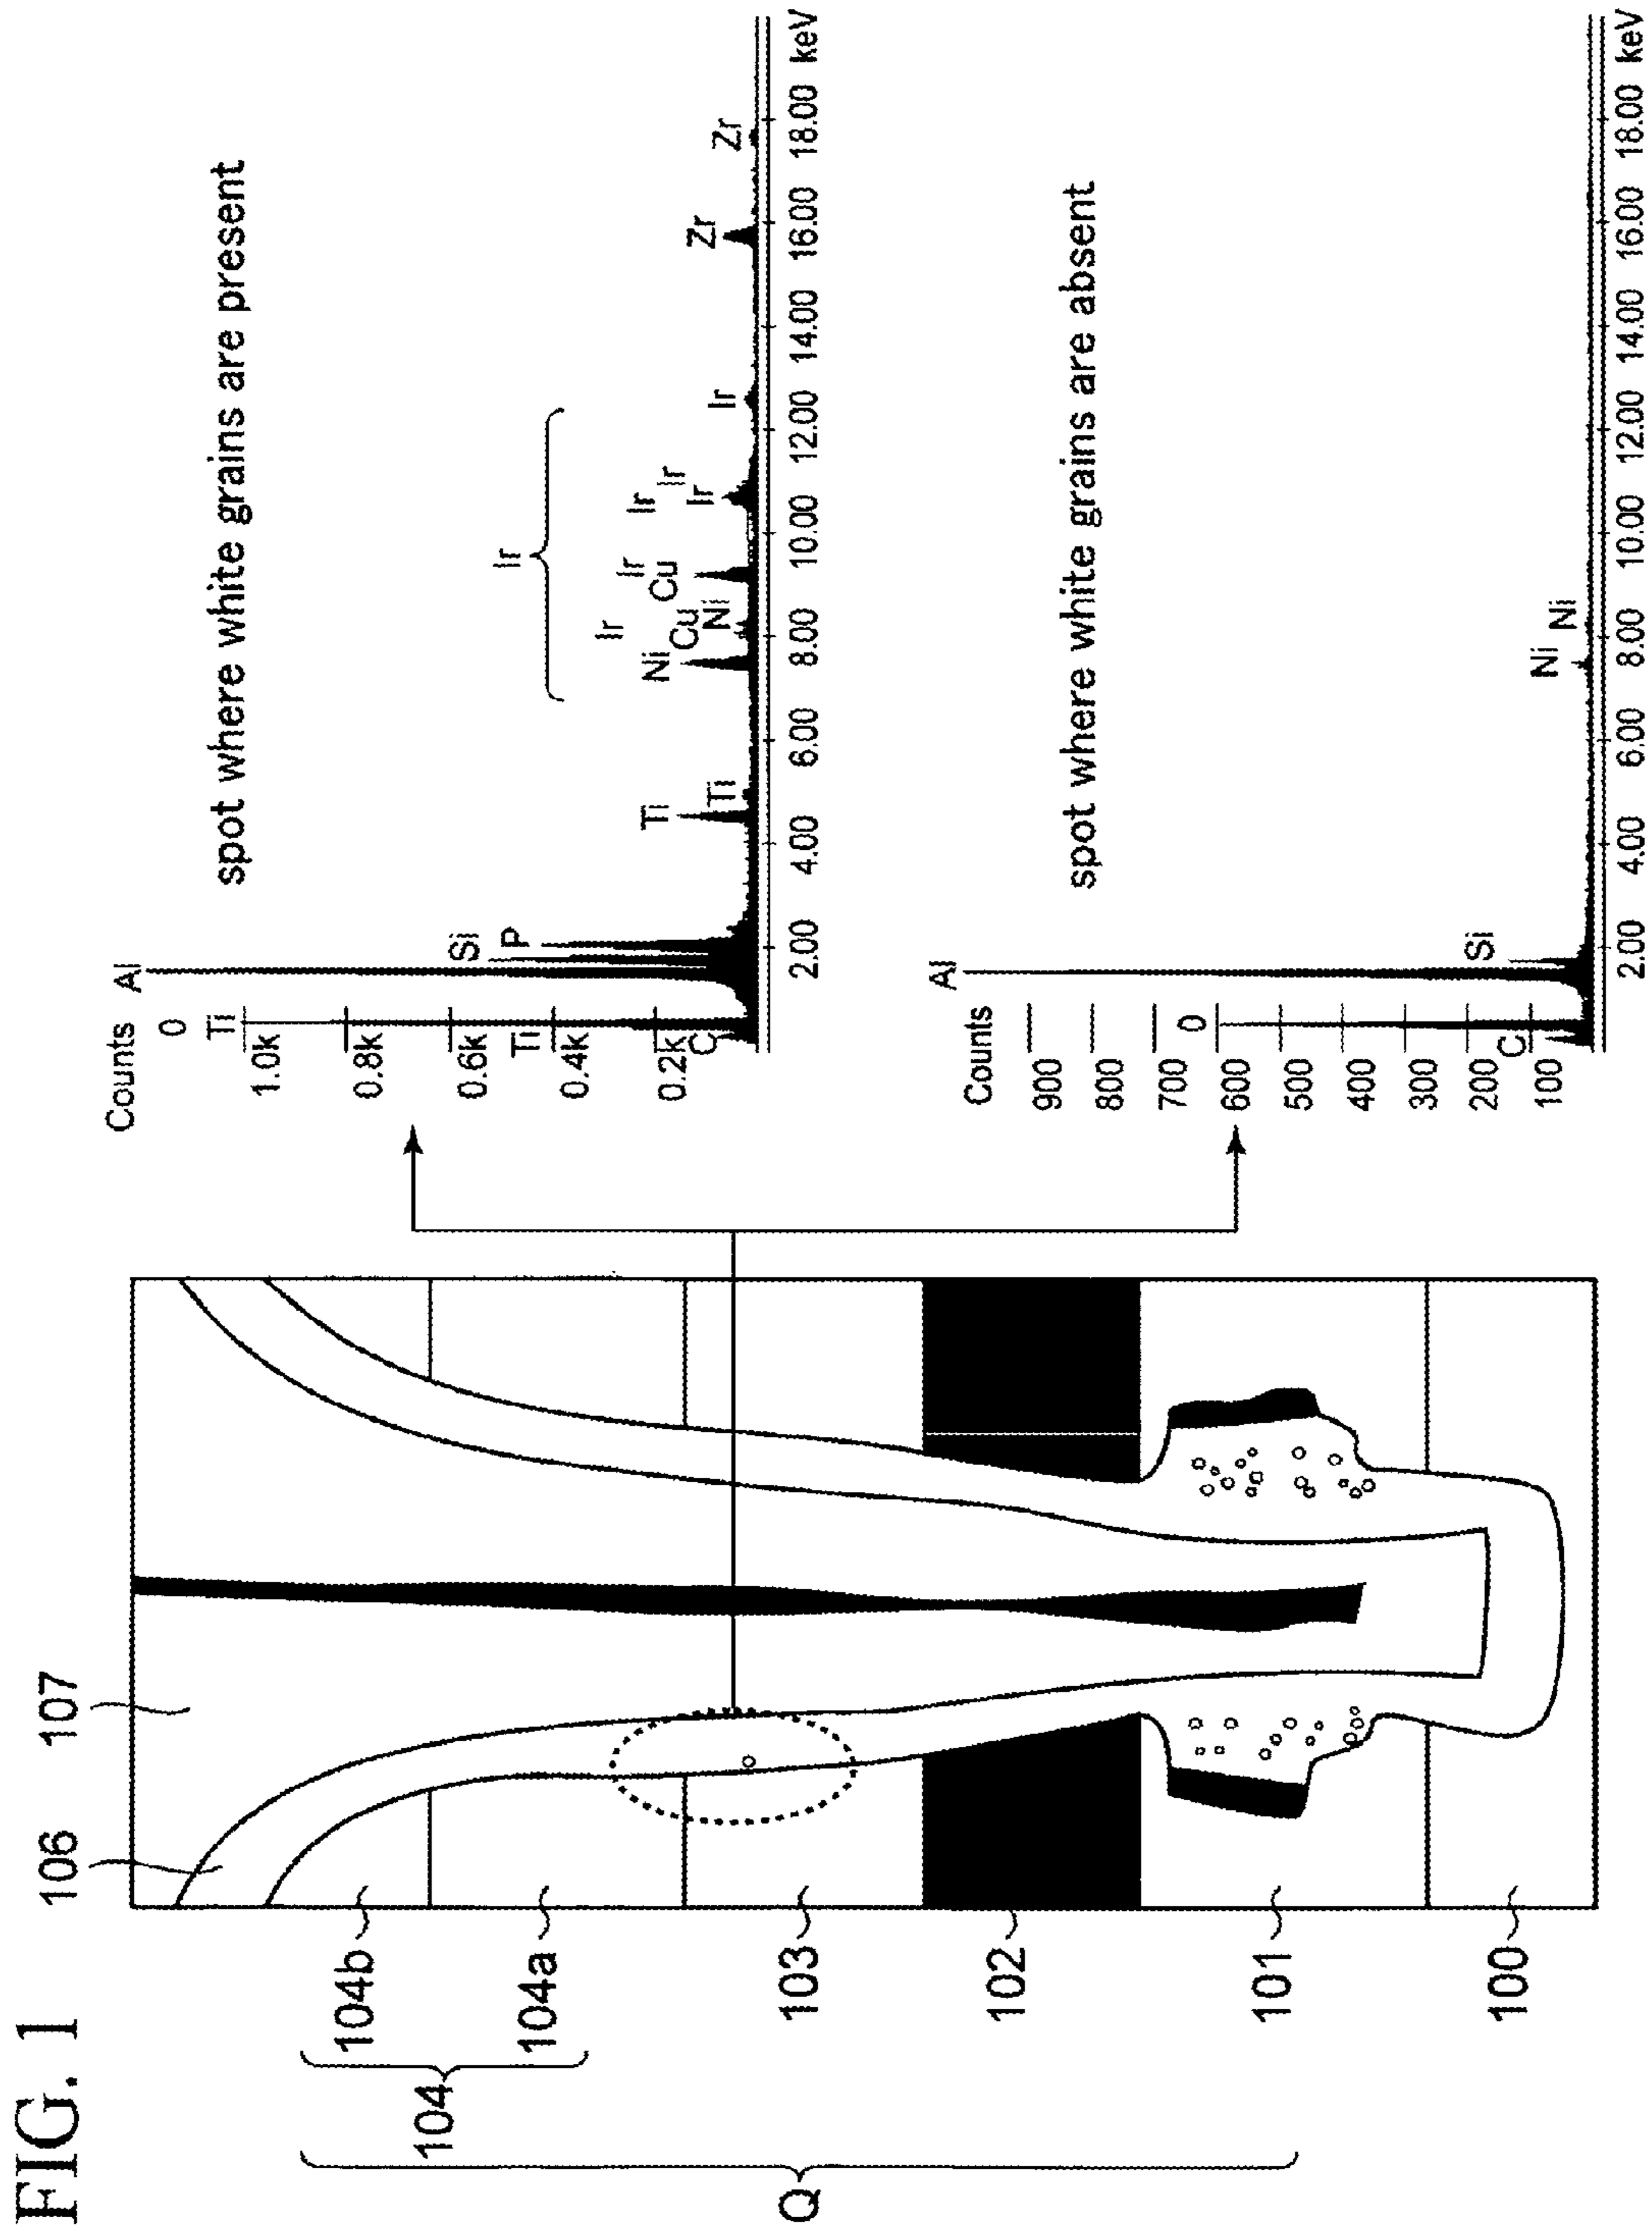 FIG. 1
Q
104
104b
104a
103
102
101
100
106
107
Counts
1.0k
0.8k
0.6k
0.4k
0.2k
O
Ti
Ti
C
Al
Si
P
Ti
Ti
Ir
Ni
Ir
Cu
Ni
Ir
Cu
Ir
Ir
Ir
Ir
Zr
Zr
2.00 4.00 6.00 8.00 10.00 12.00 14.00 16.00 18.00 keV
spot where white grains are present
Counts
900
800
700
600
500
400
300
200
100
O
C
Al
Si
Ni
Ni
2.00 4.00 6.00 8.00 10.00 12.00 14.00 16.00 18.00 keV
spot where white grains are absent